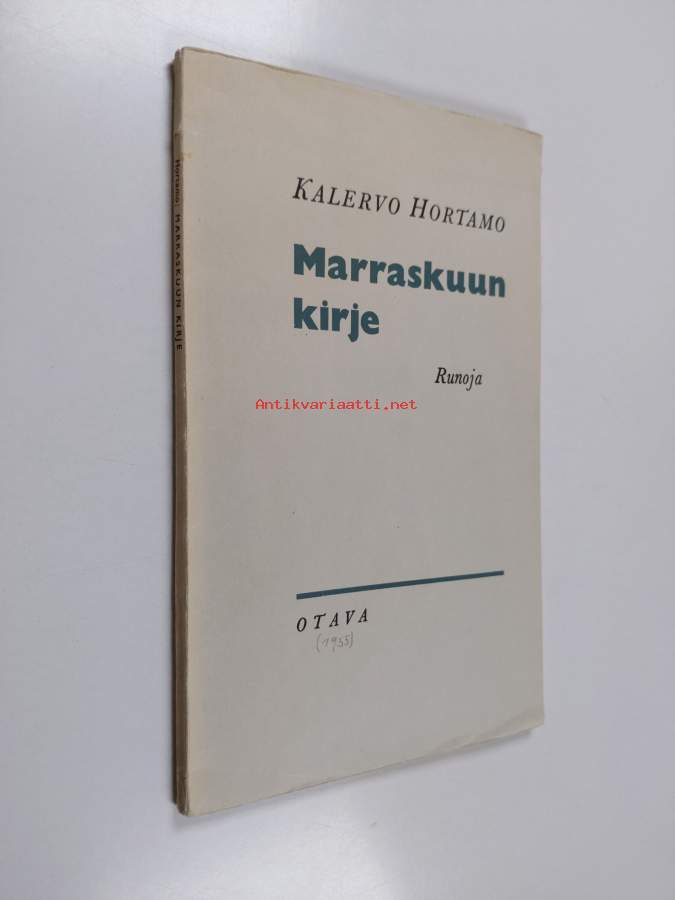 Hortamo: MARRASKUUN KIRJE
KALERVO HORTAMO
Marraskuun
kirje
Runoja
Antikvariaatti.net
OTAVA
(1955)